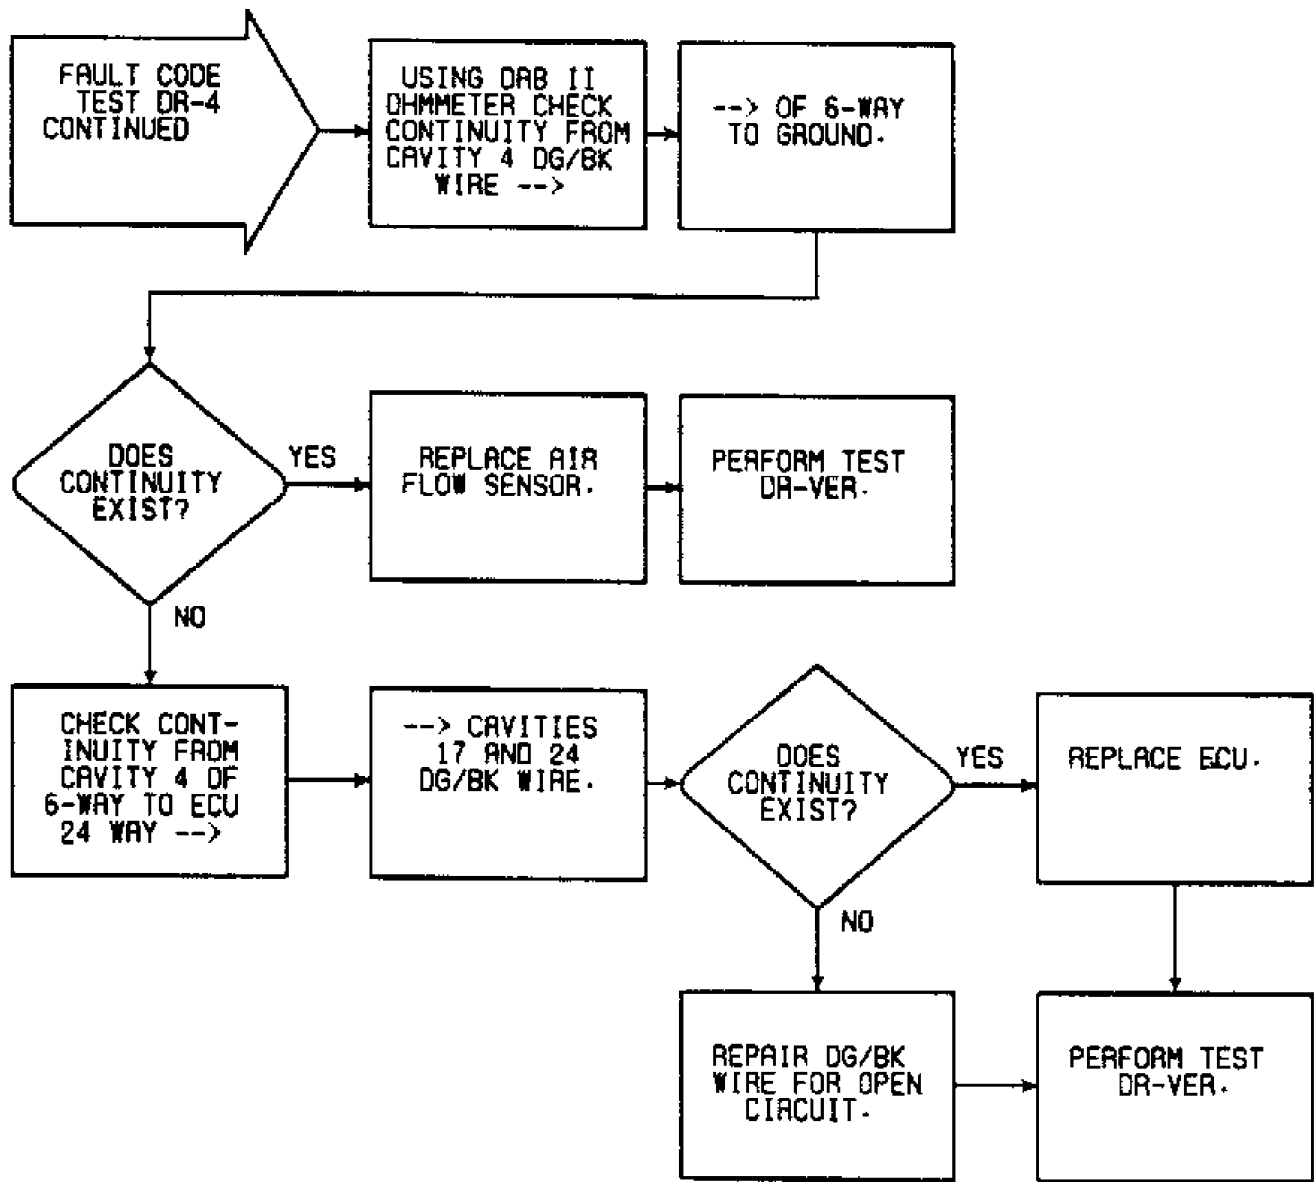 FAULT CODE
TEST DR-4
CONTINUED
USING DRB II
OHMMETER CHECK
CONTINUITY FROM
CAVITY 4 DG/BK
WIRE -->
--> OF 6-WAY
TO GROUND.
DOES
CONTINUITY
EXIST?
YES
REPLACE AIR
FLOW SENSOR.
PERFORM TEST
DR-VER.
NO
CHECK CONT-
INUITY FROM
CAVITY 4 OF
6-WAY TO ECU
24 WAY -->
--> CAVITIES
17 AND 24
DG/BK WIRE.
DOES
CONTINUITY
EXIST?
YES
REPLACE ECU.
NO
REPAIR DG/BK
WIRE FOR OPEN
CIRCUIT.
PERFORM TEST
DR-VER.